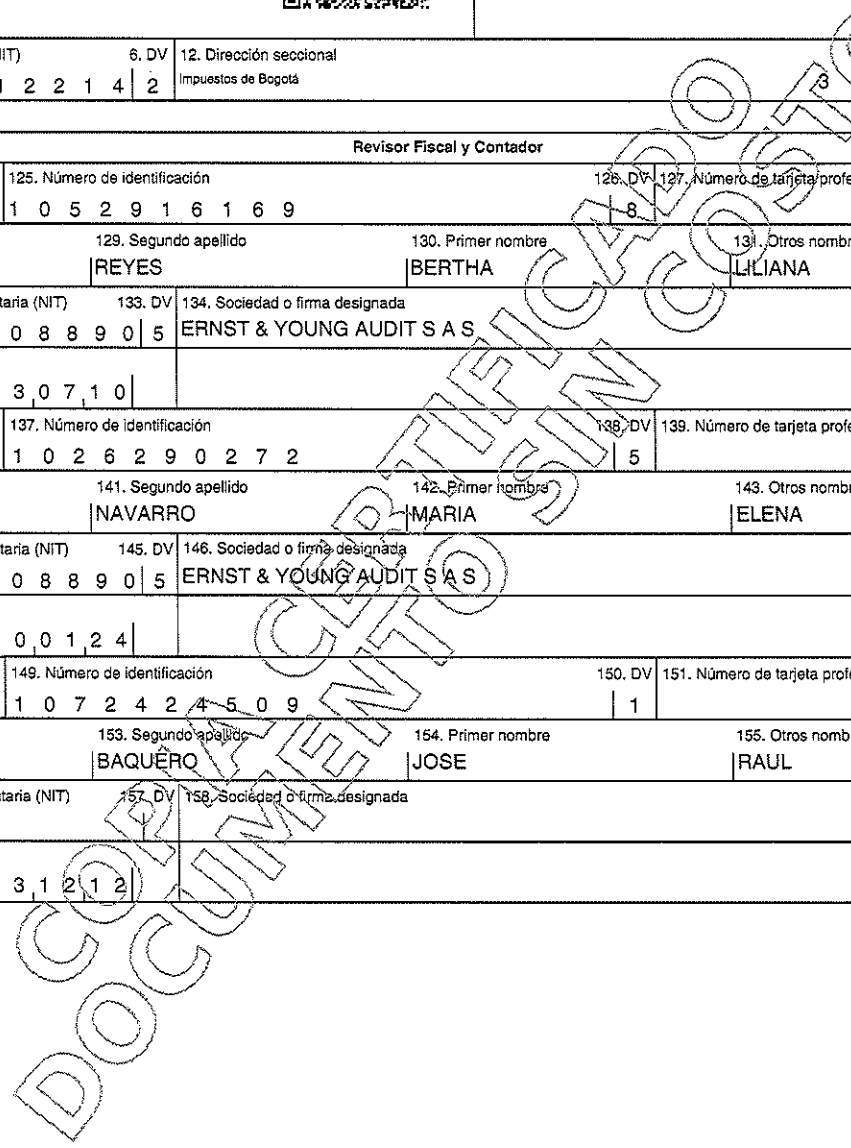 IIT) 6. DV 12. Dirección seccional
2 2 1 4 2 Impuestos de Bogotá 3
Revisor Fiscal y Contador
125. Número de identificación 126. DV 127. Número de tarjeta profe
1 0 5 2 9 1 6 1 6 9 8
129. Segundo apellido 130. Primer nombre 131. Otros nombr
REYES BERTHA LILIANA
taria (NIT) 133. DV 134. Sociedad o firma designada
0 8 8 9 0 5 ERNST & YOUNG AUDIT S A S
3 0 7 1 0
137. Número de identificación 138. DV 139. Número de tarjeta profe
1 0 2 6 2 9 0 2 7 2 5
141. Segundo apellido 142. Primer nombre 143. Otros nombr
NAVARRO MARIA ELENA
taria (NIT) 145. DV 146. Sociedad o firma designada
0 8 8 9 0 5 ERNST & YOUNG AUDIT S A S
0 0 1 2 4
149. Número de identificación 150. DV 151. Número de tarjeta profe
1 0 7 2 4 2 4 5 0 9 1
153. Segundo apellido 154. Primer nombre 155. Otros nomb
BAQUERO JOSE RAUL
taria (NIT) 157. DV 158. Sociedad o firma designada
3 1 2 1 2
COPIA CERTIFICADO
DOCUMENTO SIN COSTO